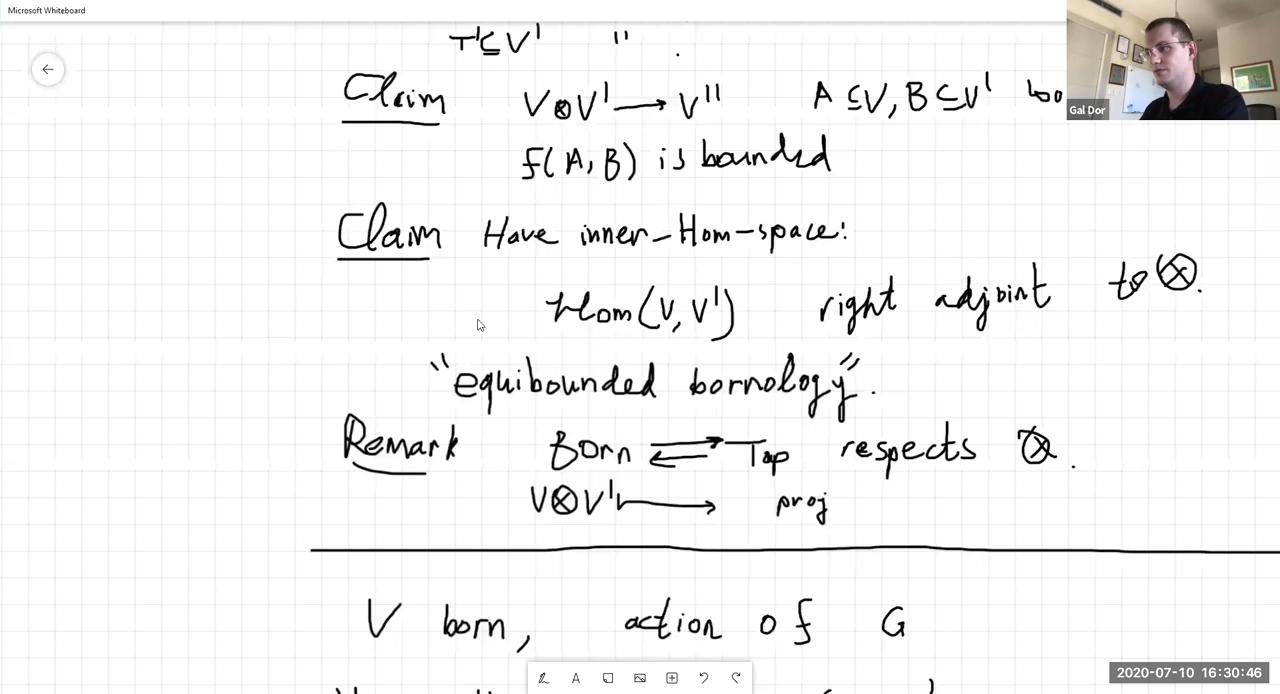 Microsoft Whiteboard
T' ⊆ V' " .
Claim V⊗V' → V'' A ⊆ V, B ⊆ V' bo
Gal Dor
f(A, B) is bounded
Claim Have inner-Hom-space:
Hom(V, V') right adjoint to ⊗.
"equibounded bornology".
Remark Born ⇄ Top respects ⊗.
V⊗V' ↦ proj
V born, action of G
2020-07-10 16:30:46